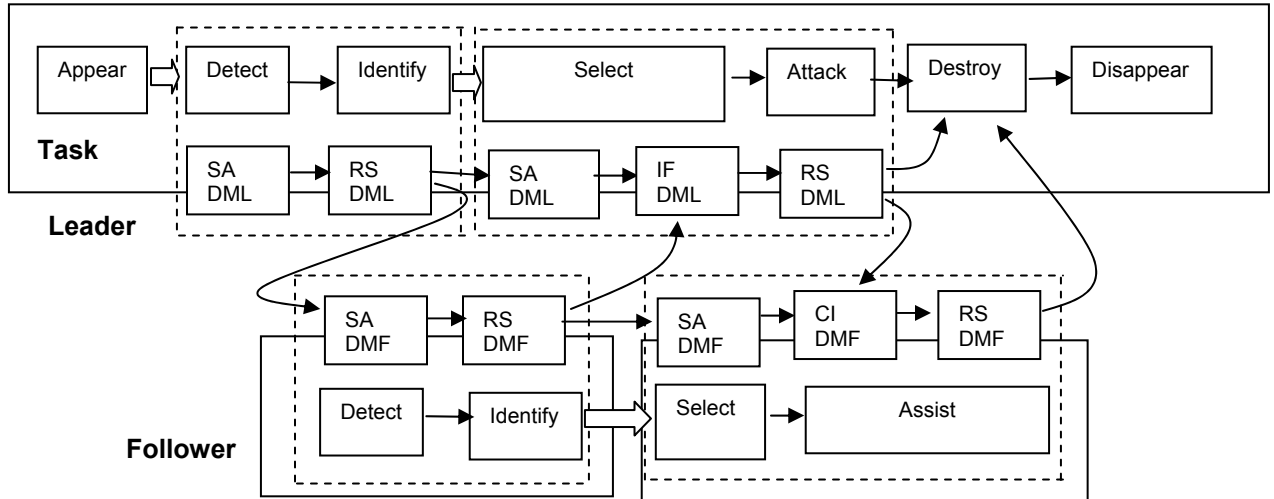 Appear
Detect
Identify
Select
Attack
Destroy
Disappear
Task
SA
DML
RS
DML
SA
DML
IF
DML
RS
DML
Leader
SA
DMF
RS
DMF
SA
DMF
CI
DMF
RS
DMF
Detect
Identify
Select
Assist
Follower